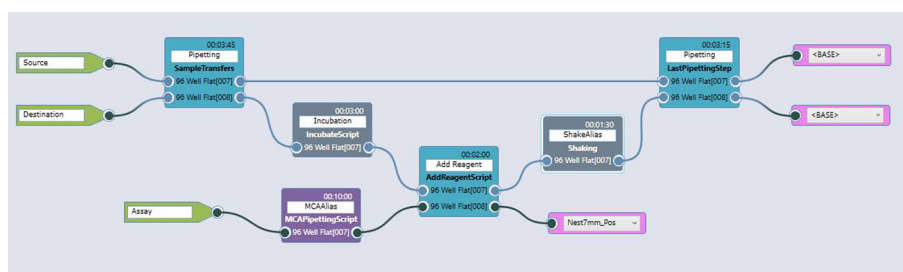 Source
Destination
00:03:45
Pipetting
SampleTransfers
96 Well Flat[007]
96 Well Flat[008]
00:03:00
Incubation
IncubateScript
96 Well Flat[007]
Assay
00:10:00
MCAAlias
MCAPipettingScript
96 Well Flat[007]
00:02:00
Add Reagent
AddReagentScript
96 Well Flat[007]
96 Well Flat[008]
00:01:30
ShakeAlias
Shaking
96 Well Flat[007]
Nest7mm_Pos
00:03:15
Pipetting
LastPipettingStep
96 Well Flat[007]
96 Well Flat[008]
<BASE>
<BASE>